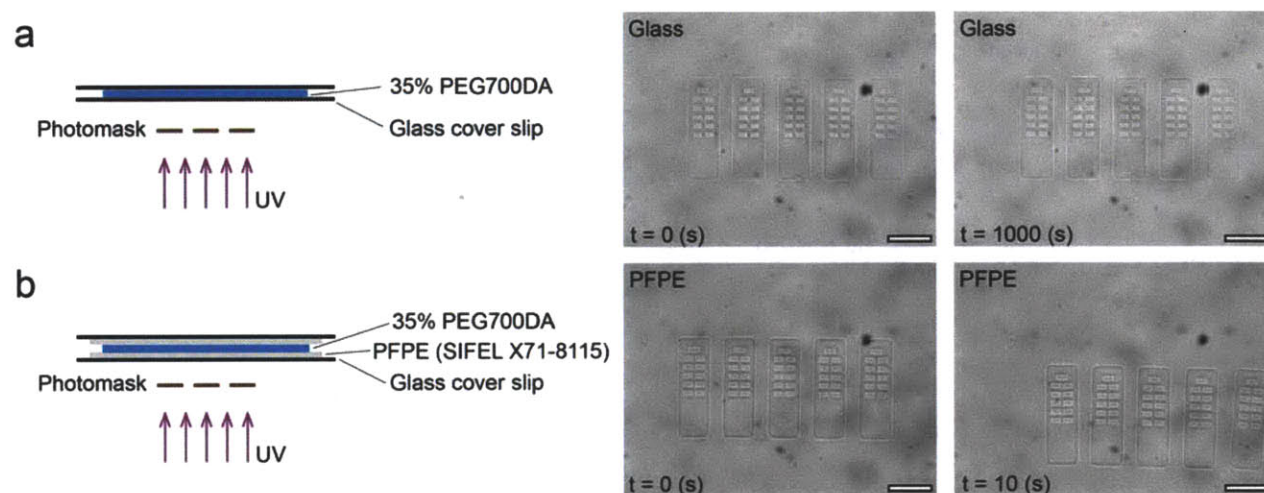 a
35% PEG700DA
Photomask
Glass cover slip
UV
Glass
t = 0 (s)
Glass
t = 1000 (s)
b
35% PEG700DA
PFPE (SIFEL X71-8115)
Photomask
Glass cover slip
UV
PFPE
t = 0 (s)
PFPE
t = 10 (s)